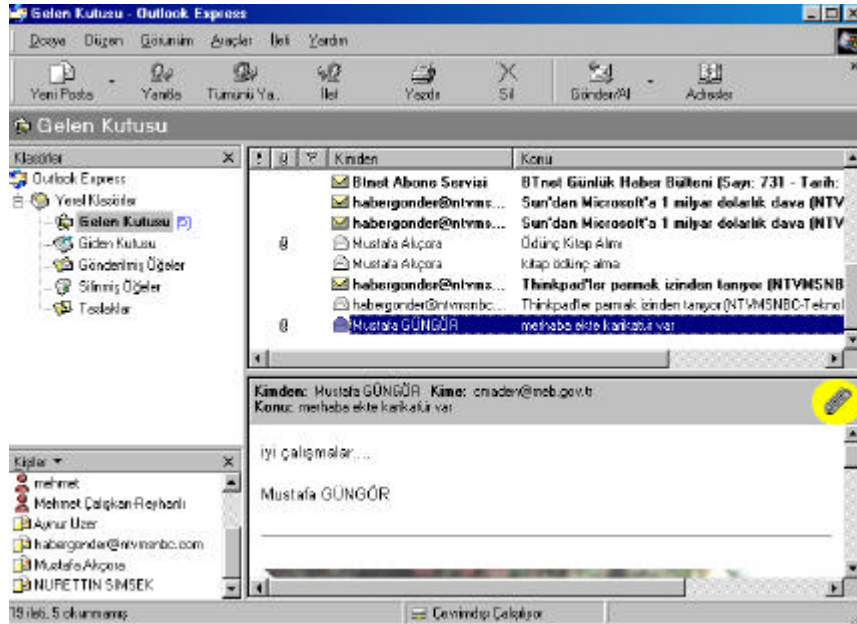 Gelen Kutusu - Outlook Express
Dosya Düzen Görünüm Araçlar İleti Yardım
Yeni Posta Yanıtla Tümünü Ya... İlet Yazdır Sil Gönder/Al Adresler
Gelen Kutusu
Klasörler
Outlook Express
Yerel Klasörler
Gelen Kutusu (5)
Giden Kutusu
Gönderilmiş Öğeler
Silinmiş Öğeler
Taslaklar
Kimden Konu
Btnet Abone Servisi BTnet Günlük Haber Bülteni (Sayı: 731 - Tarih:
habergonder@ntvms... Sun'dan Microsoft'a 1 milyar dolarlık dava (NTV
habergonder@ntvms... Sun'dan Microsoft'a 1 milyar dolarlık dava (NTV
Mustafa Akçora Ödünç Kitap Alımı
Mustafa Akçora kitap ödünç alma
habergonder@ntvms... Thinkpad'ler parmak izinden tanıyor (NTVMSNB
habergonder@ntvmsnbc... Thinkpad'ler parmak izinden tanıyor (NTVMSNBC-Teknol
Mustafa GÜNGÖR merhaba ekte karikatür var
Kimden: Mustafa GÜNGÖR Kime: cmaden@meb.gov.tr
Konu: merhaba ekte karikatür var
iyi çalışmalar....
Mustafa GÜNGÖR
Kişiler
mehmet
Mehmet Çalışkan-Reyhanlı
Aynur Uzer
habergonder@ntvmsnbc.com
Mustafa Akçora
NURETTIN SIMSEK
19 ileti, 5 okunmamış
Çevrimdışı Çalışılıyor